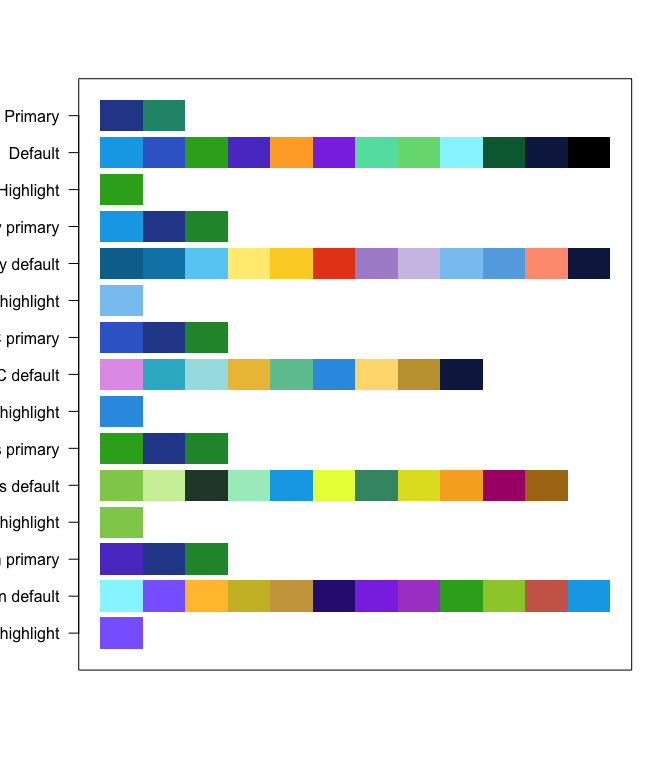 Primary
Default
Highlight
primary
default
highlight
primary
C default
highlight
primary
s default
highlight
primary
n default
highlight